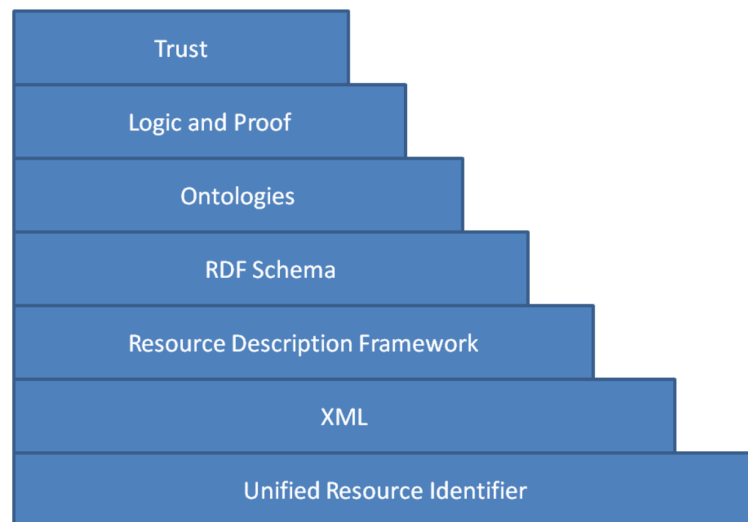 Trust
Logic and Proof
Ontologies
RDF Schema
Resource Description Framework
XML
Unified Resource Identifier